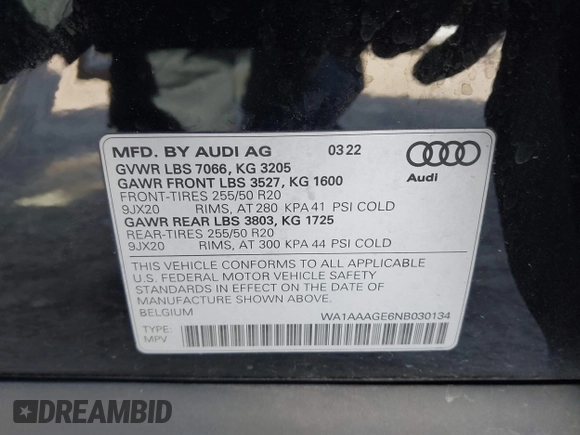 MFD. BY AUDI AG 03 22
GVWR LBS 7066, KG 3205
GAWR FRONT LBS 3527, KG 1600
FRONT-TIRES 255/50 R20
9JX20 RIMS, AT 280 KPA 41 PSI COLD
GAWR REAR LBS 3803, KG 1725
REAR-TIRES 255/50 R20
9JX20 RIMS, AT 300 KPA 44 PSI COLD
Audi
THIS VEHICLE CONFORMS TO ALL APPLICABLE
U.S. FEDERAL MOTOR VEHICLE SAFETY
STANDARDS IN EFFECT ON THE DATE OF
MANUFACTURE SHOWN ABOVE.
BELGIUM WA1AAAGE6NB030134
TYPE:
MPV
DREAMBID